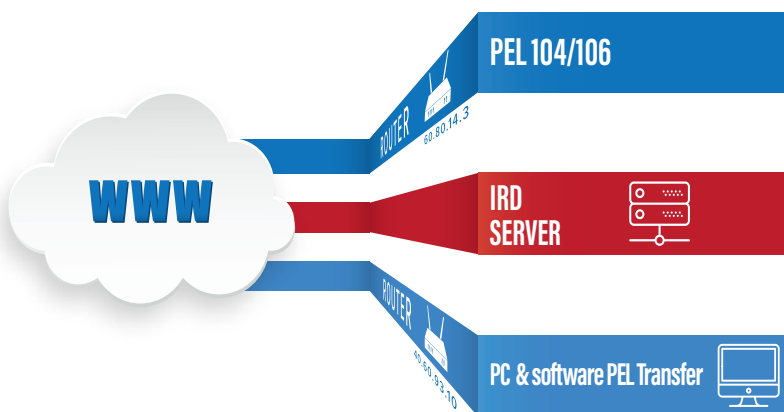 WWW
ROUTER
60.80.14.3
PEL 104/106
IRD
SERVER
ROUTER
40.60.93.10
PC & software PEL Transfer